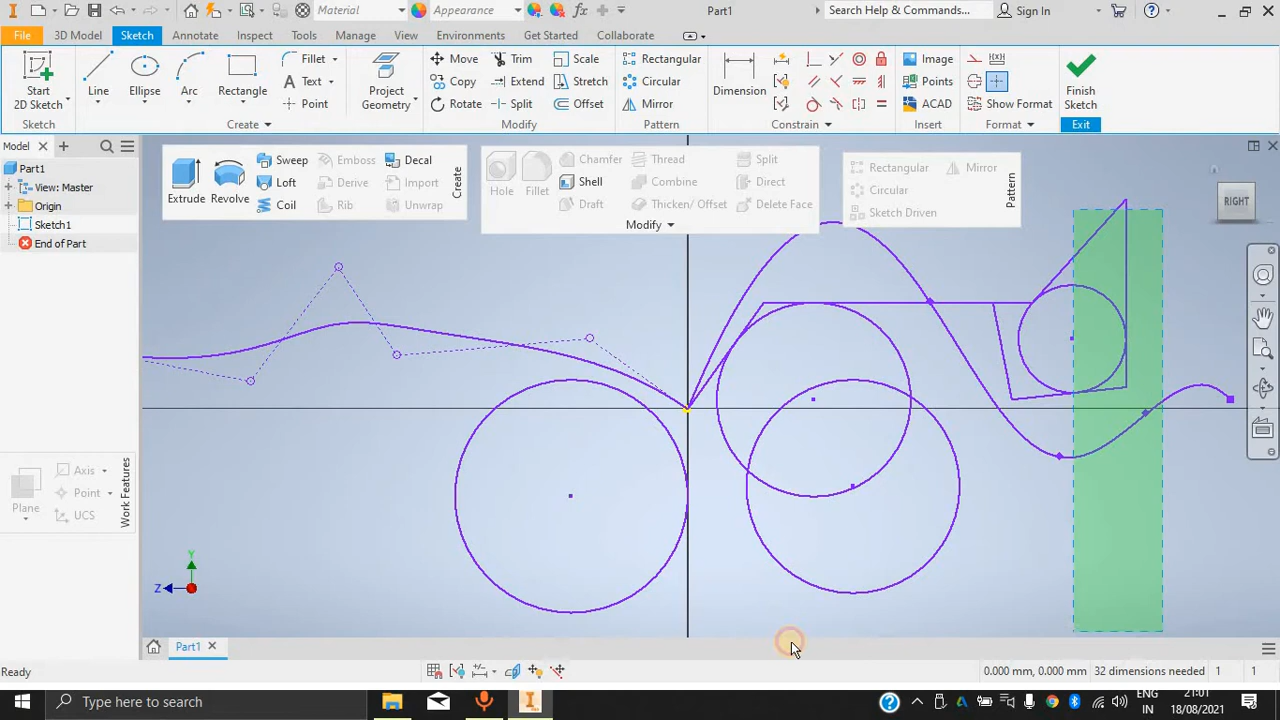 Material Appearance Part1 Search Help & Commands... Sign In
File 3D Model Sketch Annotate Inspect Tools Manage View Environments Get Started Collaborate
Start 2D Sketch
Line
Ellipse
Arc
Rectangle
Fillet
Text
Point
Project Geometry
Move
Copy
Rotate
Trim
Extend
Split
Scale
Stretch
Offset
Rectangular
Circular
Mirror
Dimension
Image
Points
ACAD
Show Format
Finish Sketch
Sketch Create Modify Pattern Constrain Insert Format Exit
Model
Part1
View: Master
Origin
Sketch1
End of Part
Extrude
Revolve
Sweep
Loft
Coil
Emboss
Derive
Rib
Decal
Import
Unwrap
Create
Hole
Fillet
Chamfer
Shell
Draft
Thread
Combine
Thicken/ Offset
Split
Direct
Delete Face
Modify
Rectangular
Circular
Sketch Driven
Mirror
Pattern
RIGHT
Plane
Axis
Point
UCS
Work Features
Y
Z
Part1
Ready 0.000 mm, 0.000 mm 32 dimensions needed 1 1
Type here to search
ENG
IN
21:01
18/08/2021